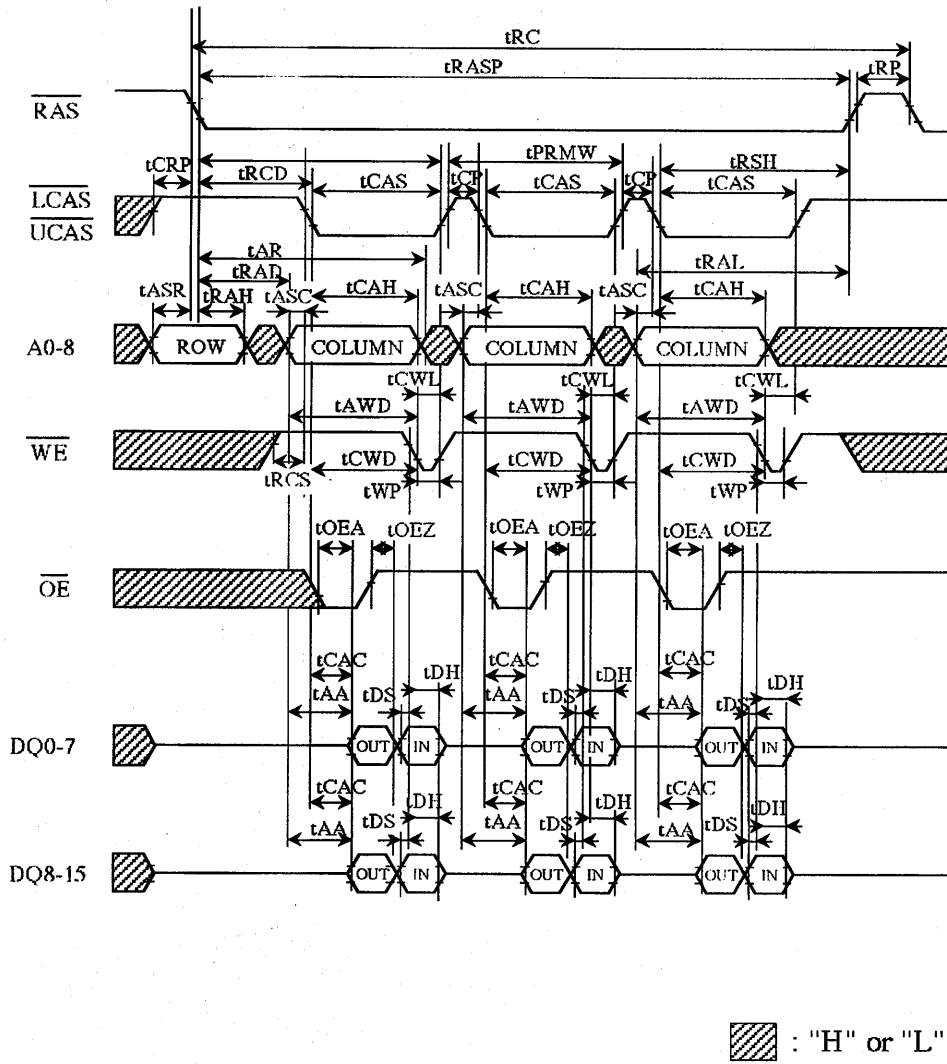 tRC
tRASP
tRP
RAS
tCRP
tRCD
tPRMW
tRSH
tCAS
tCP
tCAS
tCP
tCAS
LCAS
UCAS
tAR
tRAD
tRAL
tASR
tRAH
tASC
tCAH
tASC
tCAH
tASC
tCAH
A0-8
ROW
COLUMN
COLUMN
COLUMN
tCWL
tCWL
tCWL
tAWD
tAWD
tAWD
WE
tRCS
tCWD
tCWD
tCWD
tWP
tWP
tWP
tOEA
tOEZ
tOEA
tOEZ
tOEA
tOEZ
OE
tCAC
tCAC
tCAC
tDH
tDH
tDH
tAA
tDS
tAA
tDS
tAA
tDS
DQ0-7
OUT
IN
OUT
IN
OUT
IN
tCAC
tCAC
tCAC
tDH
tDH
tDH
tAA
tDS
tAA
tDS
tAA
tDS
DQ8-15
OUT
IN
OUT
IN
OUT
IN
: "H" or "L"